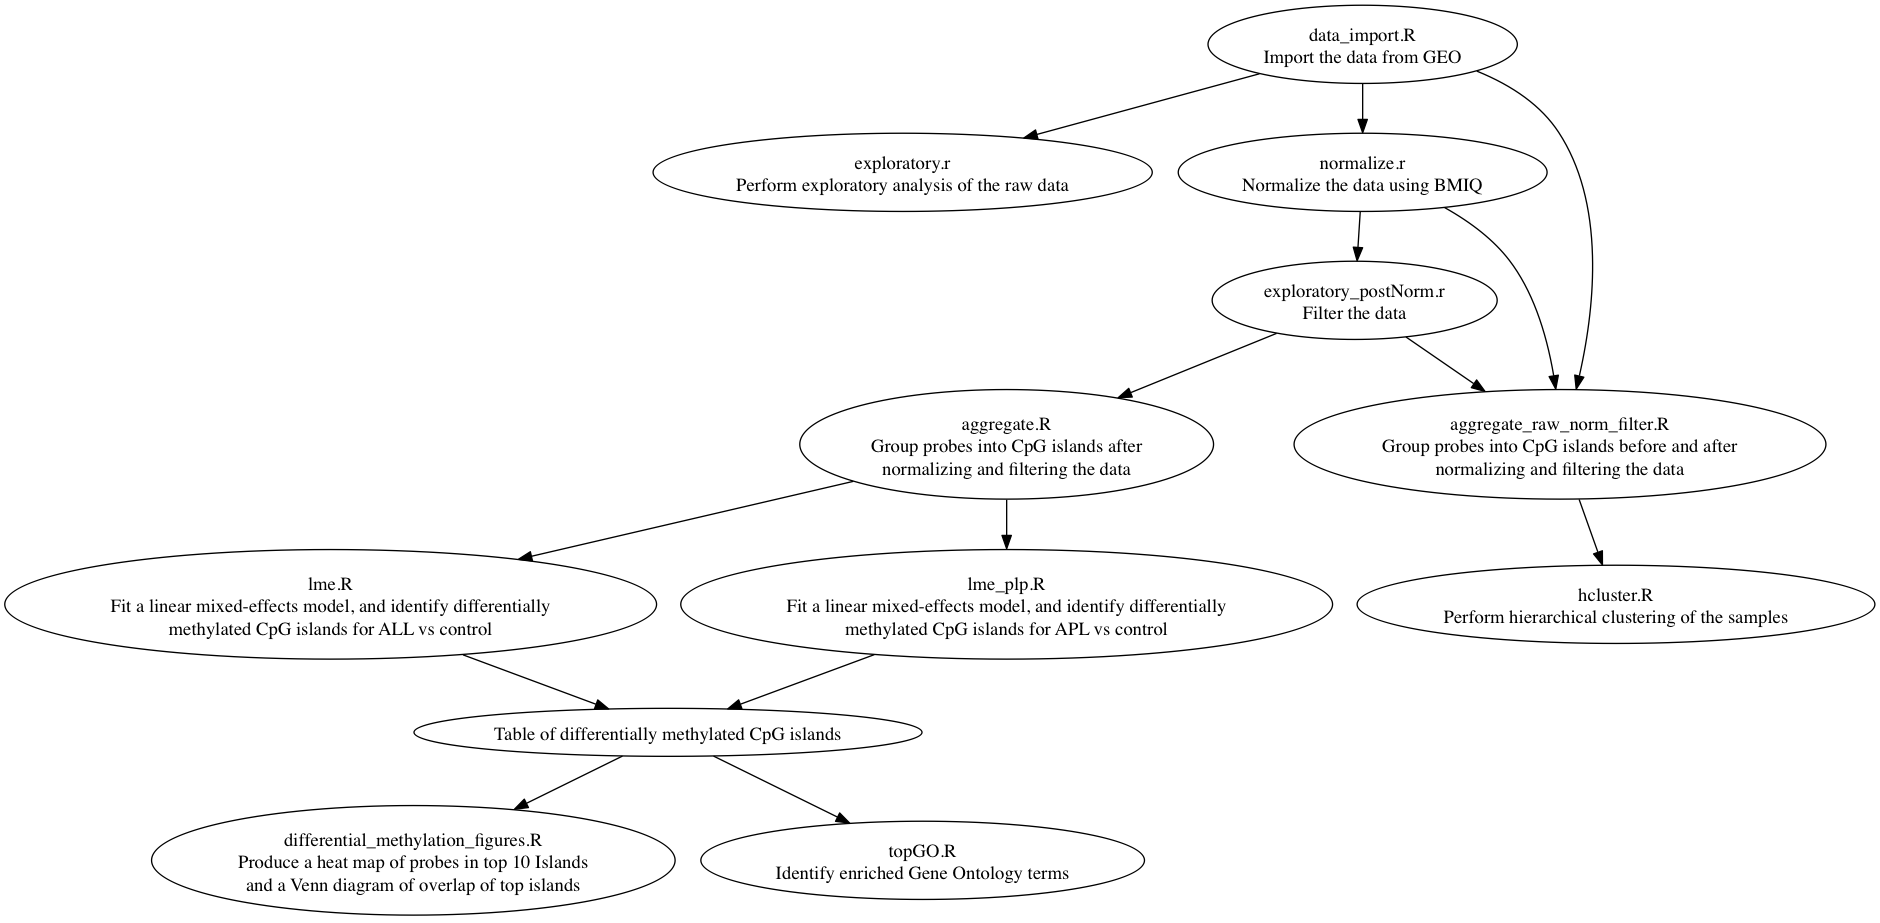 data_import.R
Import the data from GEO
exploratory.r
Perform exploratory analysis of the raw data
normalize.r
Normalize the data using BMIQ
exploratory_postNorm.r
Filter the data
aggregate.R
Group probes into CpG islands after
normalizing and filtering the data
aggregate_raw_norm_filter.R
Group probes into CpG islands before and after
normalizing and filtering the data
lme.R
Fit a linear mixed-effects model, and identify differentially
methylated CpG islands for ALL vs control
lme_plp.R
Fit a linear mixed-effects model, and identify differentially
methylated CpG islands for APL vs control
hcluster.R
Perform hierarchical clustering of the samples
Table of differentially methylated CpG islands
differential_methylation_figures.R
Produce a heat map of probes in top 10 Islands
and a Venn diagram of overlap of top islands
topGO.R
Identify enriched Gene Ontology terms